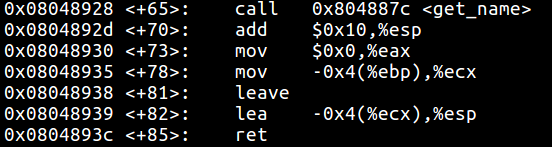 0x08048928 <+65>: call 0x804887c <get_name>
0x0804892d <+70>: add $0x10,%esp
0x08048930 <+73>: mov $0x0,%eax
0x08048935 <+78>: mov -0x4(%ebp),%ecx
0x08048938 <+81>: leave
0x08048939 <+82>: lea -0x4(%ecx),%esp
0x0804893c <+85>: ret